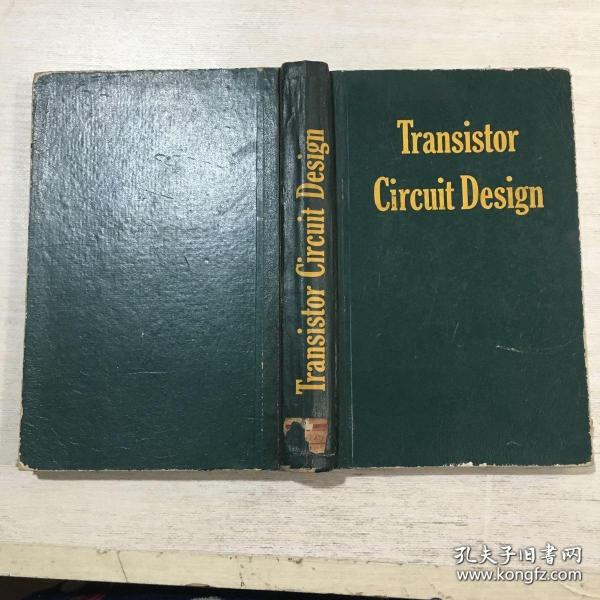 Transistor
Circuit Design
Transistor Circuit Design
孔夫子旧书网
www.kongfz.com